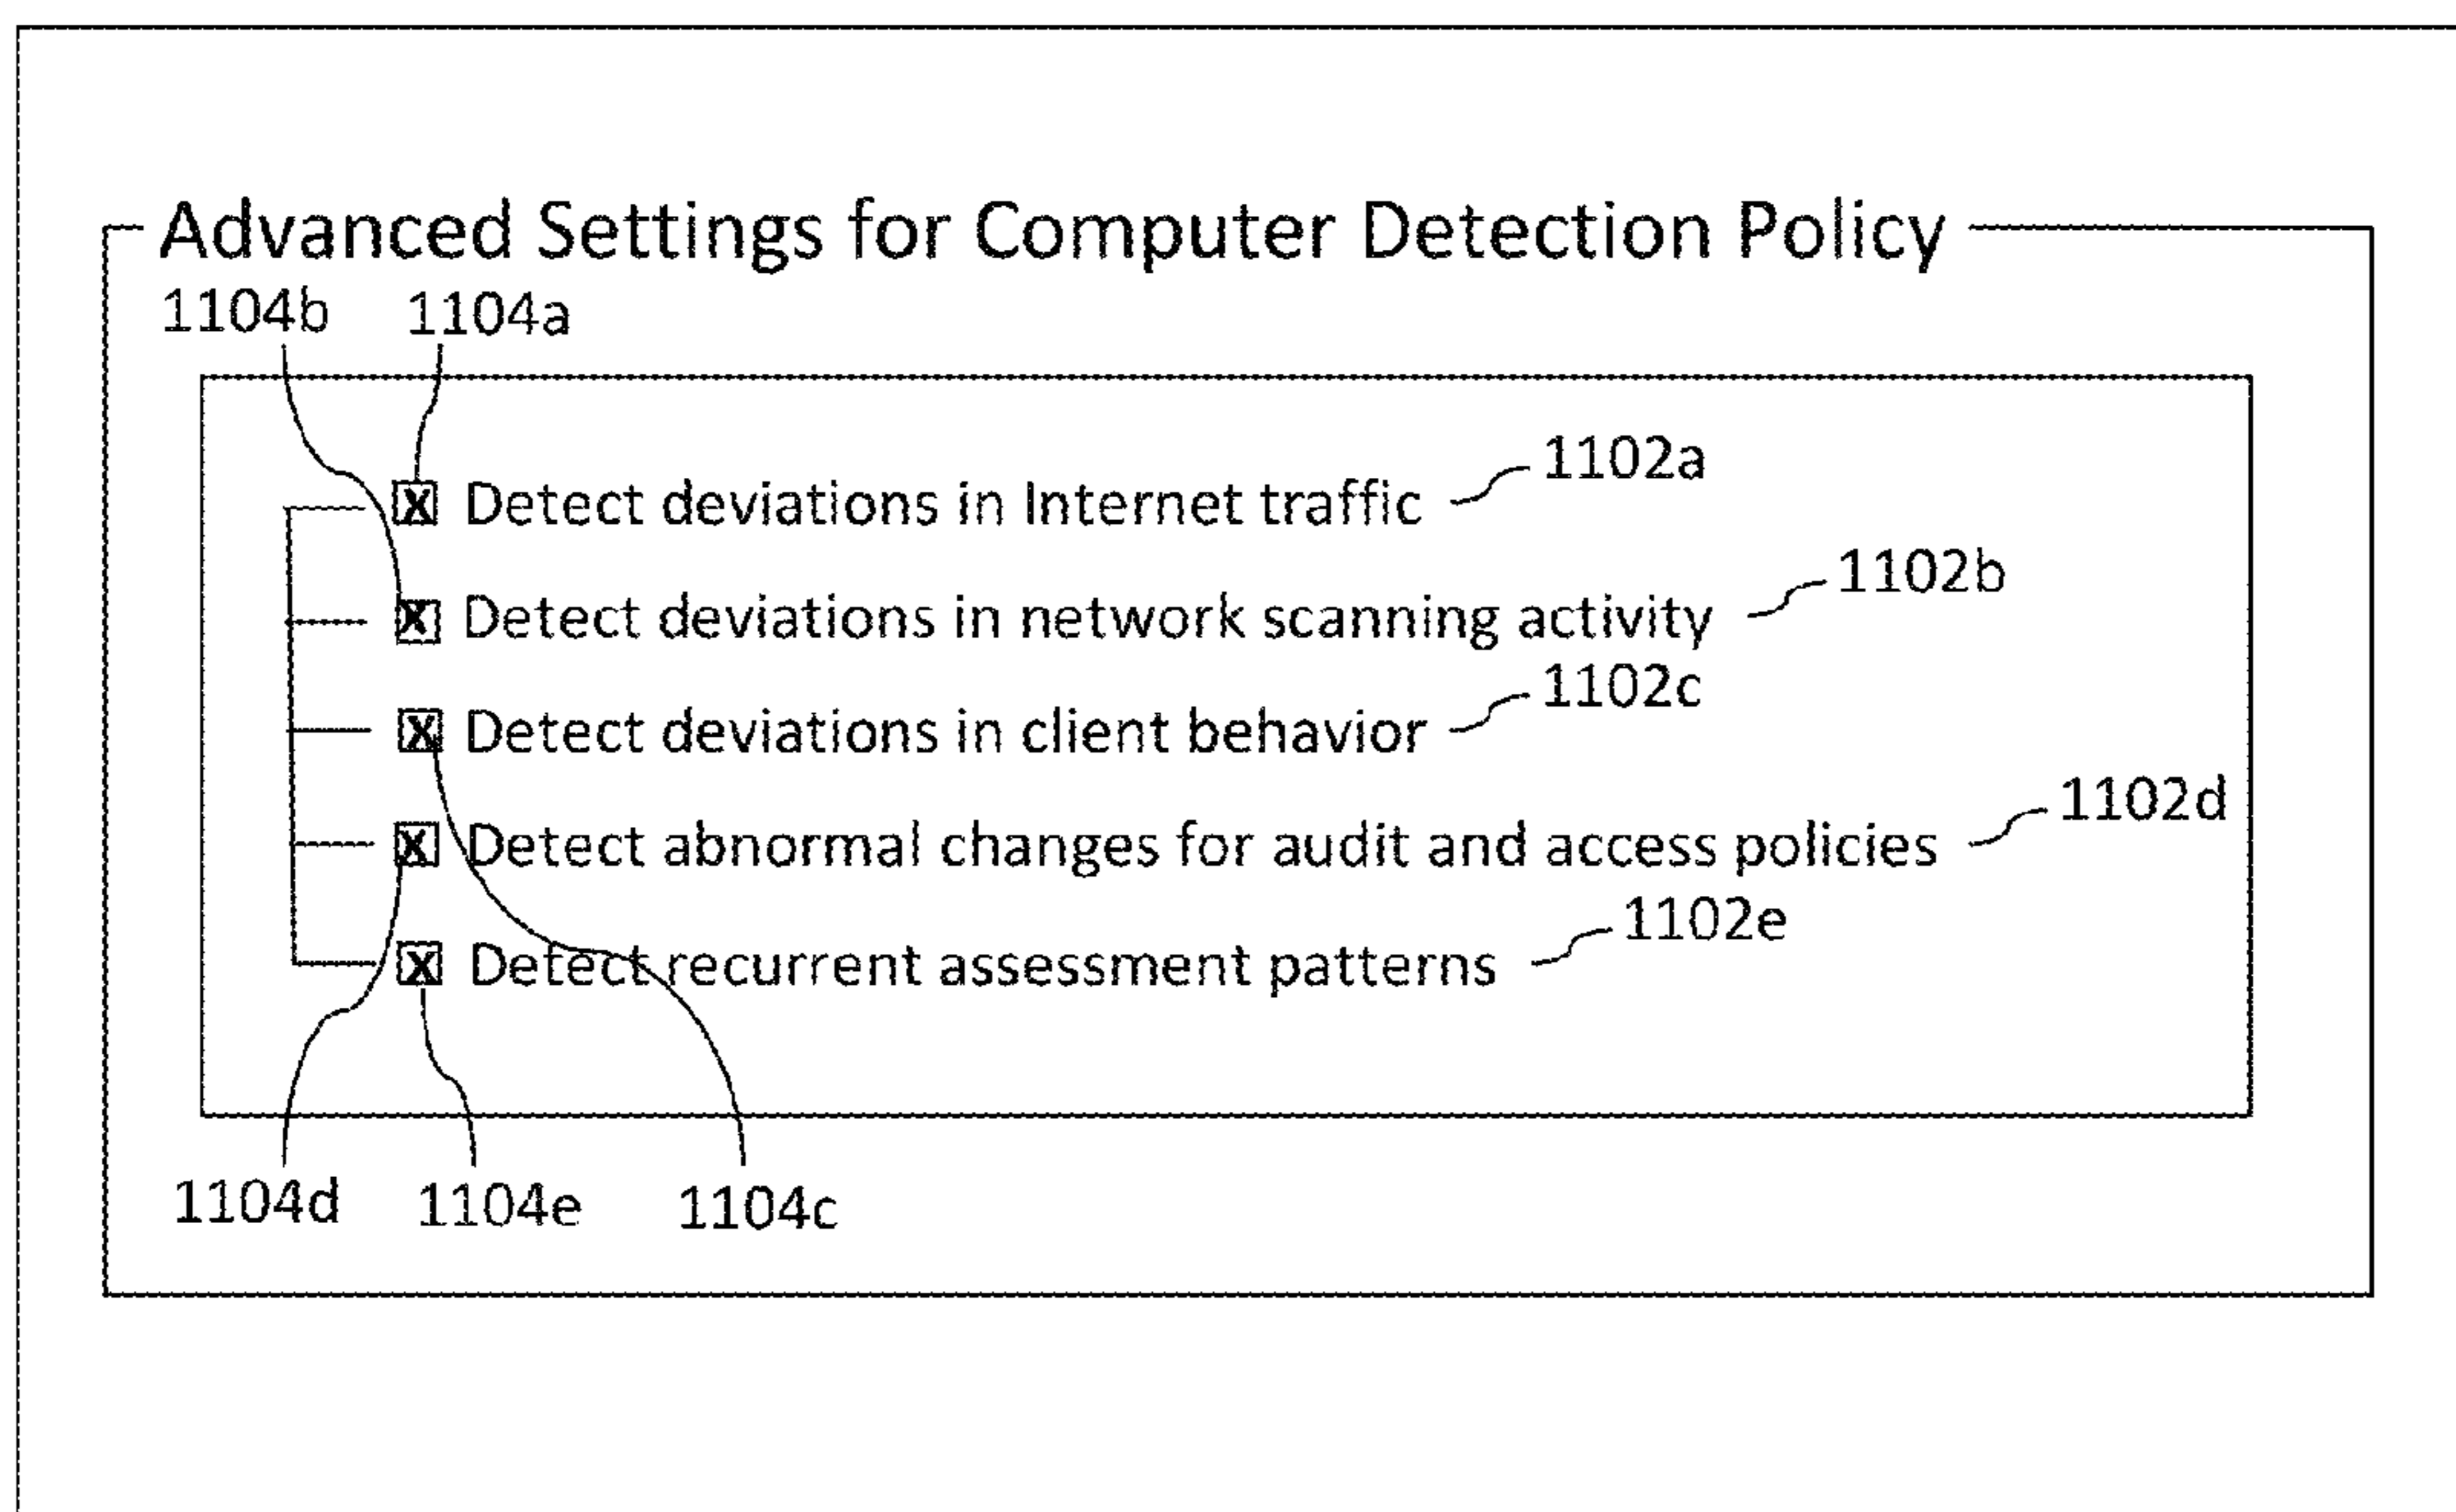 Advanced Settings for Computer Detection Policy
1104b 1104a
1102a
X Detect deviations in Internet traffic
1102b
X Detect deviations in network scanning activity
1102c
X Detect deviations in client behavior
1102d
X Detect abnormal changes for audit and access policies
1102e
X Detect recurrent assessment patterns
1104d 1104e 1104c